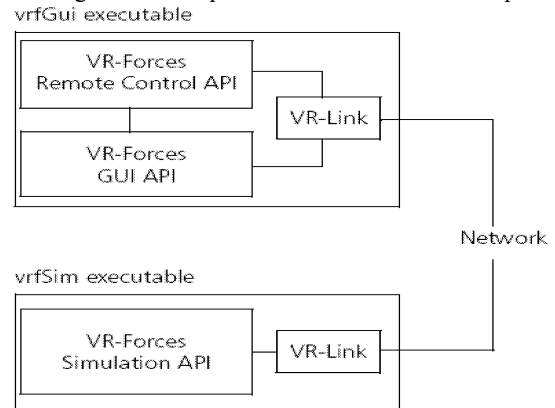 vrfGui executable
VR-Forces
Remote Control API
VR-Link
VR-Forces
GUI API
Network
vrfSim executable
VR-Forces
Simulation API
VR-Link